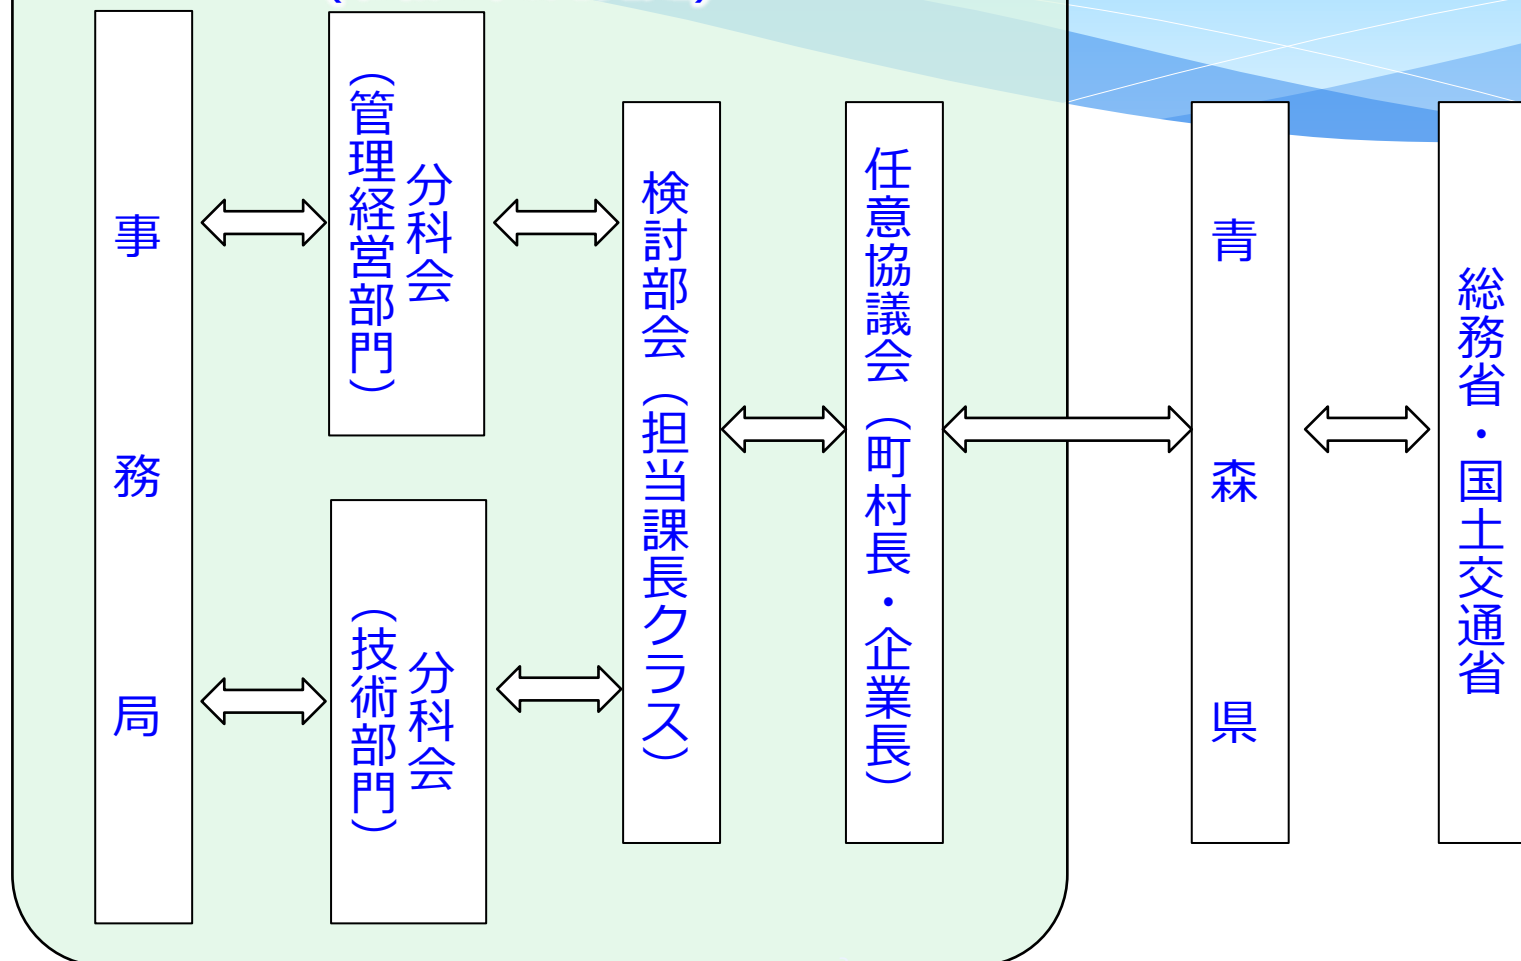 事務局
分科会
（管理経営部門）
分科会
（技術部門）
検討部会（担当課長クラス）
任意協議会（町村長・企業長）
青森県
総務省・国土交通省